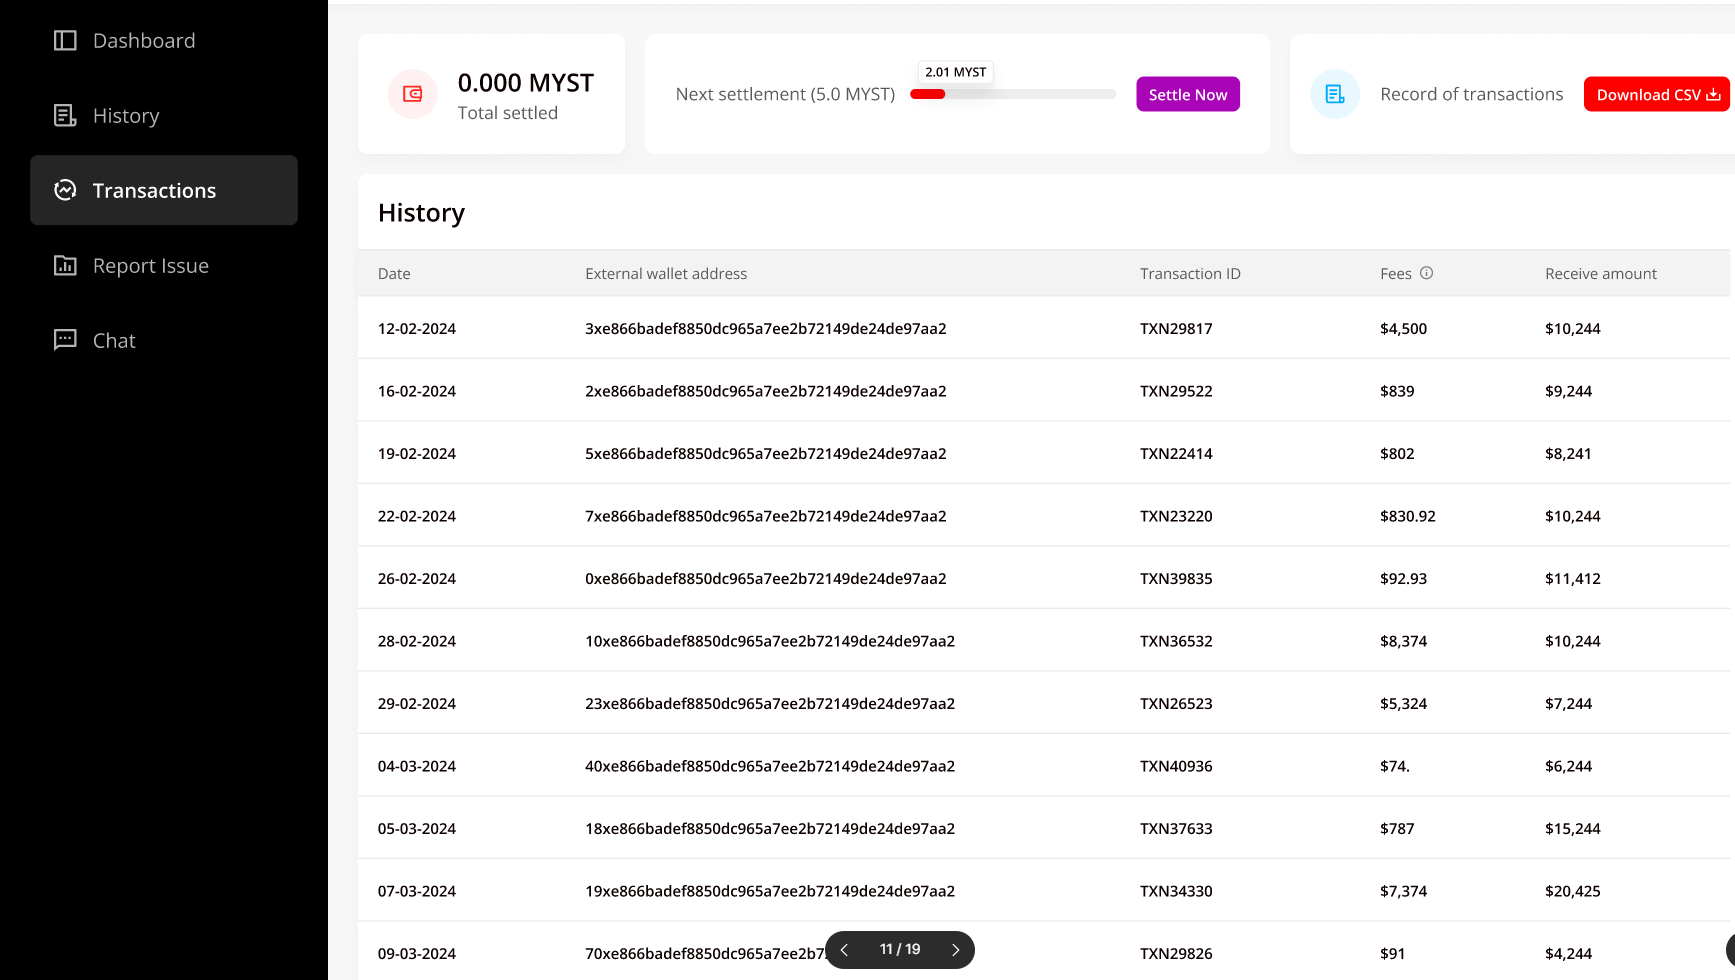 Dashboard
History
Transactions
Report Issue
Chat
0.000 MYST
Total settled
Next settlement (5.0 MYST)
2.01 MYST
Settle Now
Record of transactions
Download CSV
History
Date External wallet address Transaction ID Fees Receive amount
12-02-2024 3xe866badef8850dc965a7ee2b72149de24de97aa2 TXN29817 $4,500 $10,244
16-02-2024 2xe866badef8850dc965a7ee2b72149de24de97aa2 TXN29522 $839 $9,244
19-02-2024 5xe866badef8850dc965a7ee2b72149de24de97aa2 TXN22414 $802 $8,241
22-02-2024 7xe866badef8850dc965a7ee2b72149de24de97aa2 TXN23220 $830.92 $10,244
26-02-2024 0xe866badef8850dc965a7ee2b72149de24de97aa2 TXN39835 $92.93 $11,412
28-02-2024 10xe866badef8850dc965a7ee2b72149de24de97aa2 TXN36532 $8,374 $10,244
29-02-2024 23xe866badef8850dc965a7ee2b72149de24de97aa2 TXN26523 $5,324 $7,244
04-03-2024 40xe866badef8850dc965a7ee2b72149de24de97aa2 TXN40936 $74. $6,244
05-03-2024 18xe866badef8850dc965a7ee2b72149de24de97aa2 TXN37633 $787 $15,244
07-03-2024 19xe866badef8850dc965a7ee2b72149de24de97aa2 TXN34330 $7,374 $20,425
09-03-2024 70xe866badef8850dc965a7ee2b7 TXN29826 $91 $4,244
11 / 19